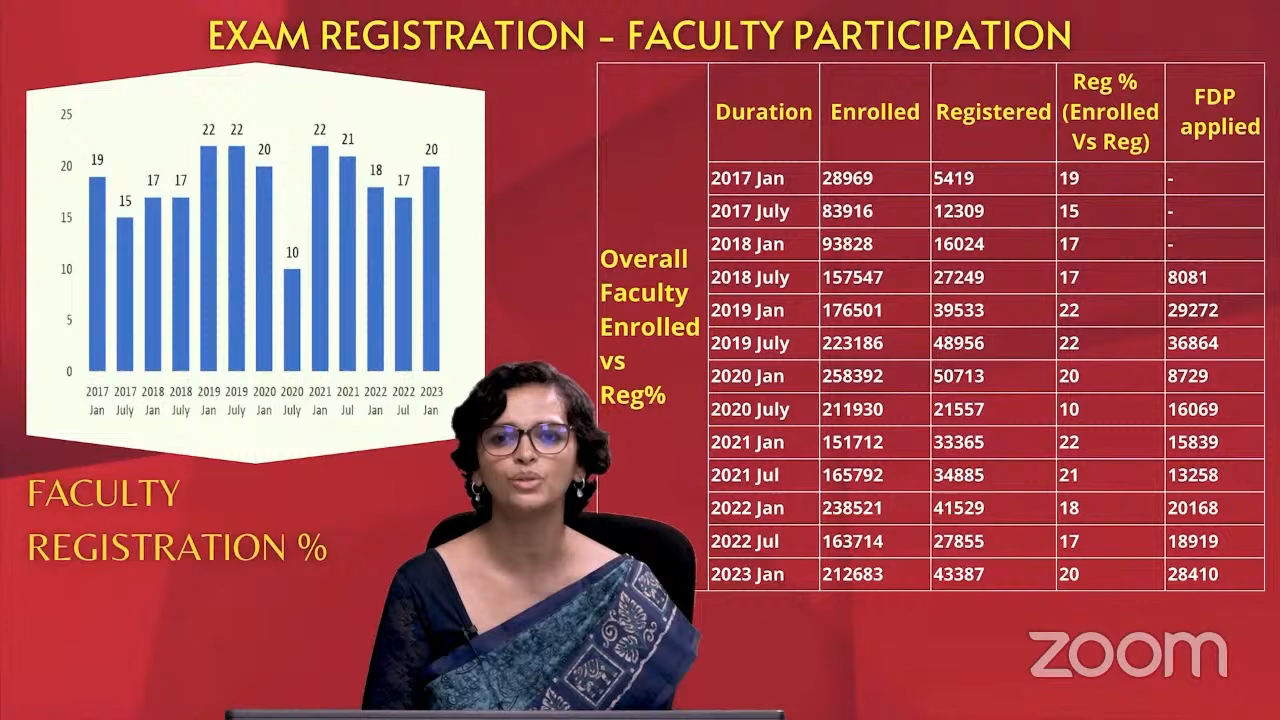 EXAM REGISTRATION - FACULTY PARTICIPATION
25
20
15
10
5
0
19
15
17
17
22
22
20
10
22
21
18
17
20
2017 Jan
2017 July
2018 Jan
2018 July
2019 Jan
2019 July
2020 Jan
2020 July
2021 Jan
2021 Jul
2022 Jan
2022 Jul
2023 Jan
FACULTY
REGISTRATION %
Overall
Faculty
Enrolled
vs
Reg%
Duration Enrolled Registered Reg % (Enrolled Vs Reg) FDP applied
2017 Jan 28969 5419 19 -
2017 July 83916 12309 15 -
2018 Jan 93828 16024 17 -
2018 July 157547 27249 17 8081
2019 Jan 176501 39533 22 29272
2019 July 223186 48956 22 36864
2020 Jan 258392 50713 20 8729
2020 July 211930 21557 10 16069
2021 Jan 151712 33365 22 15839
2021 Jul 165792 34885 21 13258
2022 Jan 238521 41529 18 20168
2022 Jul 163714 27855 17 18919
2023 Jan 212683 43387 20 28410
zoom